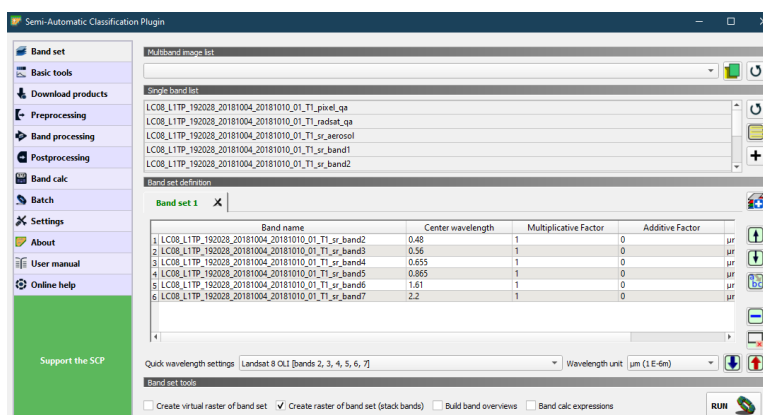 Semi-Automatic Classification Plugin
Band set
Basic tools
Download products
Preprocessing
Band processing
Postprocessing
Band calc
Batch
Settings
About
User manual
Online help
Support the SCP
Multiband image list
Single band list
LC08_L1TP_192028_20181004_20181010_01_T1_pixel_qa
LC08_L1TP_192028_20181004_20181010_01_T1_radsat_qa
LC08_L1TP_192028_20181004_20181010_01_T1_sr_aerosol
LC08_L1TP_192028_20181004_20181010_01_T1_sr_band1
LC08_L1TP_192028_20181004_20181010_01_T1_sr_band2
Band set definition
Band set 1
Band name Center wavelength Multiplicative Factor Additive Factor
1 LC08_L1TP_192028_20181004_20181010_01_T1_sr_band2 0.48 1 0 µr
2 LC08_L1TP_192028_20181004_20181010_01_T1_sr_band3 0.56 1 0 µr
3 LC08_L1TP_192028_20181004_20181010_01_T1_sr_band4 0.655 1 0 µr
4 LC08_L1TP_192028_20181004_20181010_01_T1_sr_band5 0.865 1 0 µr
5 LC08_L1TP_192028_20181004_20181010_01_T1_sr_band6 1.61 1 0 µr
6 LC08_L1TP_192028_20181004_20181010_01_T1_sr_band7 2.2 1 0 µr
Quick wavelength settings Landsat 8 OLI [bands 2, 3, 4, 5, 6, 7] Wavelength unit µm (1 E-6m)
Band set tools
Create virtual raster of band set Create raster of band set (stack bands) Build band overviews Band calc expressions RUN